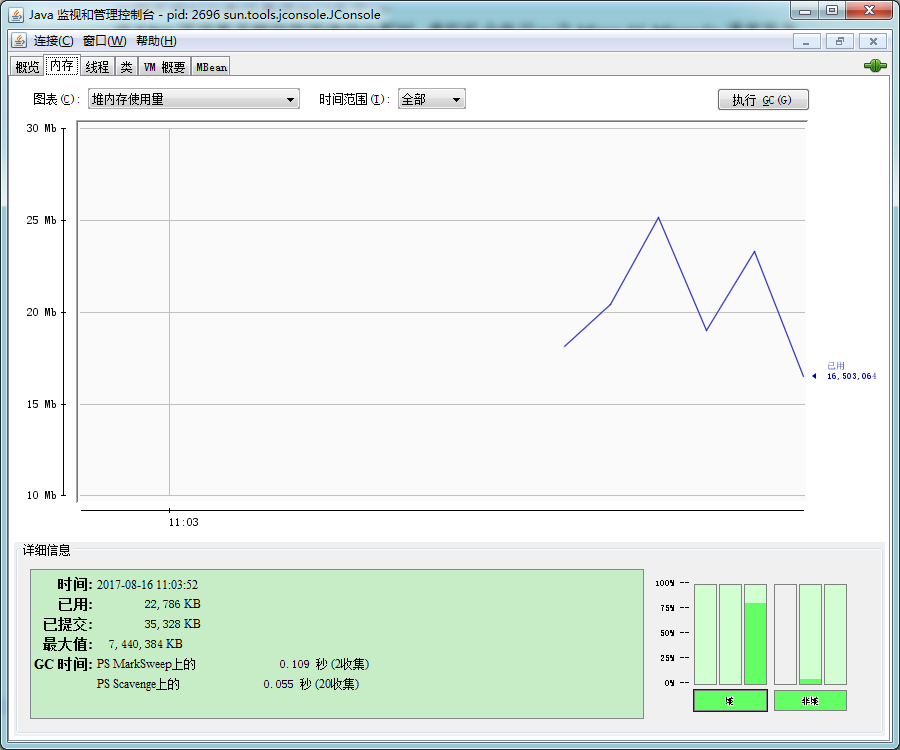 Java 监视和管理控制台 - pid: 2696 sun.tools.jconsole.JConsole
连接(C) 窗口(W) 帮助(H)
概览 内存 线程 类 VM 概要 MBean
图表(C): 堆内存使用量 时间范围(I): 全部 执行 GC(G)
30 Mb
25 Mb
20 Mb
15 Mb
10 Mb
已用
16,503,064
11:03
详细信息
时间: 2017-08-16 11:03:52
已用: 22,786 KB
已提交: 35,328 KB
最大值: 7,440,384 KB
GC 时间: PS MarkSweep上的 0.109 秒 (2收集)
PS Scavenge上的 0.055 秒 (20收集)
100% --
75% --
50% --
25% --
0% --
堆 非堆